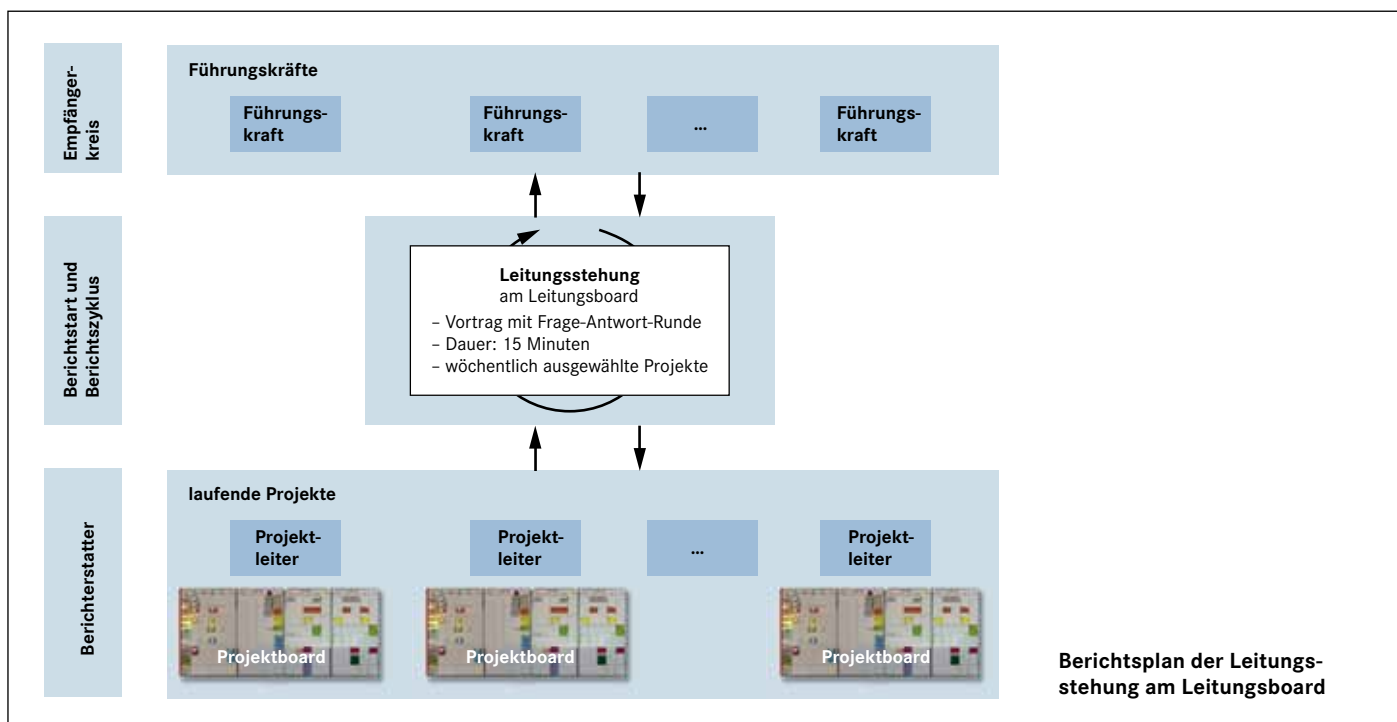 Empfänger-
kreis
Führungskräfte
Führungs-
kraft
Führungs-
kraft
...
Führungs-
kraft
Berichtstart und
Berichtszyklus
Leitungsstehung
am Leitungsboard
– Vortrag mit Frage-Antwort-Runde
– Dauer: 15 Minuten
– wöchentlich ausgewählte Projekte
Berichterstatter
laufende Projekte
Projekt-
leiter
Projekt-
leiter
...
Projekt-
leiter
Projektboard
Projektboard
Projektboard
Berichtsplan der Leitungs-
stehung am Leitungsboard